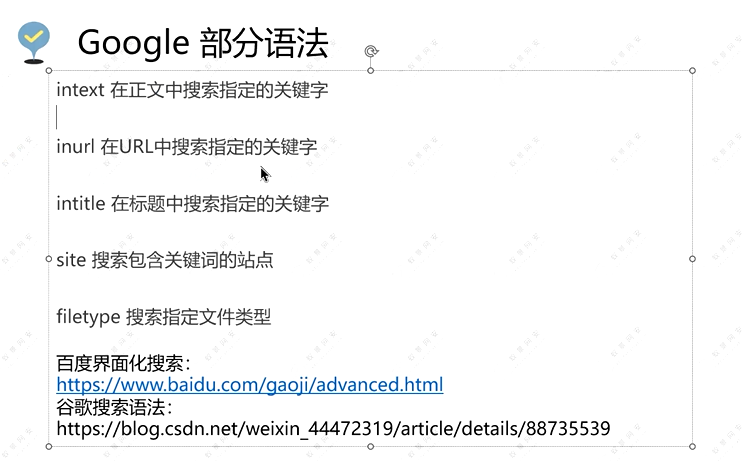 Google 部分语法
intext 在正文中搜索指定的关键字
inurl 在URL中搜索指定的关键字
intitle 在标题中搜索指定的关键字
site 搜索包含关键词的站点
filetype 搜索指定文件类型
百度界面化搜索：
https://www.baidu.com/gaoji/advanced.html
谷歌搜索语法：
https://blog.csdn.net/weixin_44472319/article/details/88735539